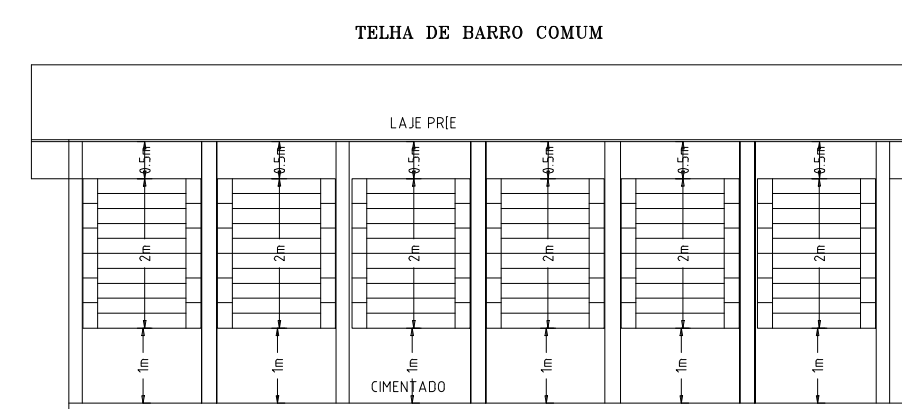 TELHA DE BARRO COMUM
LAJE PR[E
0.5m 0.5m 0.5m 0.5m 0.5m 0.5m
2m 2m 2m 2m 2m 2m
1m 1m 1m 1m 1m 1m
CIMENTADO